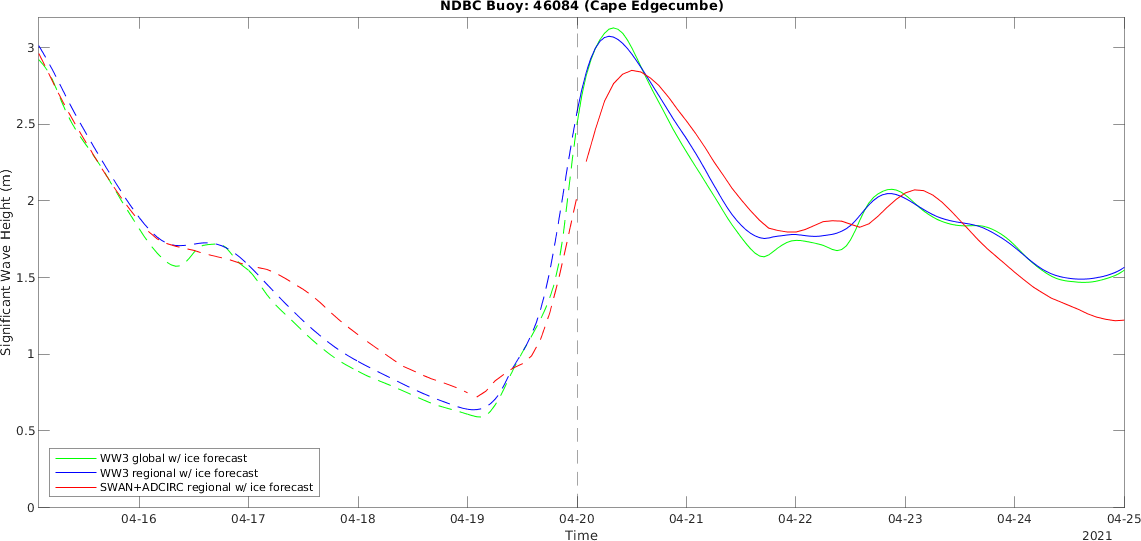 NDBC Buoy: 46084 (Cape Edgecumbe)
Significant Wave Height (m)
3
2.5
2
1.5
1
0.5
0
WW3 global w/ ice forecast
WW3 regional w/ ice forecast
SWAN+ADCIRC regional w/ ice forecast
04-16 04-17 04-18 04-19 04-20 04-21 04-22 04-23 04-24 04-25
Time 2021